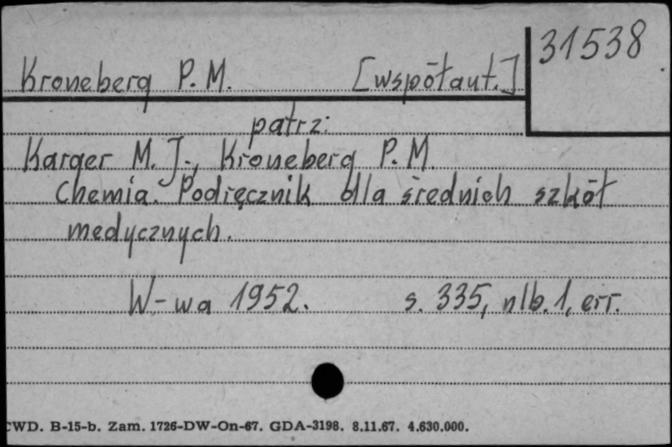 31538
Kroneberg P. M. [współaut.]
patrz:
Karger M. J., Kroneberg P. M.
Chemia. Podręcznik dla średnich szkół
medycznych.
W-wa 1952. s. 335, nlb. 1, err.
CWD. B-15-b. Zam. 1726-DW-On-67. GDA-3198. 8.11.67. 4.630.000.